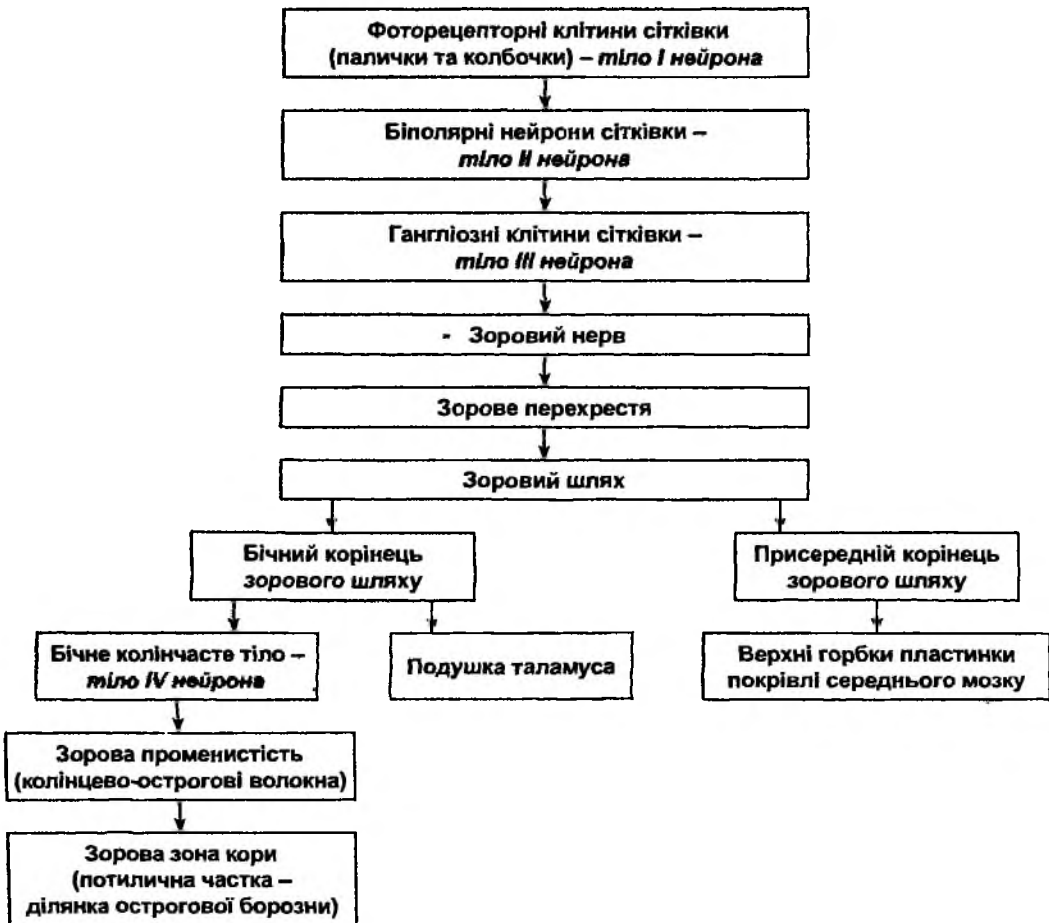 Фоторецепторні клітини сітківки
(палички та колбочки) – тіло I нейрона
Біполярні нейрони сітківки –
тіло II нейрона
Гангліозні клітини сітківки –
тіло III нейрона
- Зоровий нерв
Зорове перехрестя
Зоровий шлях
Бічний корінець
зорового шляху
Присередній корінець
зорового шляху
Бічне колінчасте тіло –
тіло IV нейрона
Подушка таламуса
Верхні горбки пластинки
покрівлі середнього мозку
Зорова променистість
(колінцево-острогові волокна)
Зорова зона кори
(потилична частка –
ділянка острогової борозни)